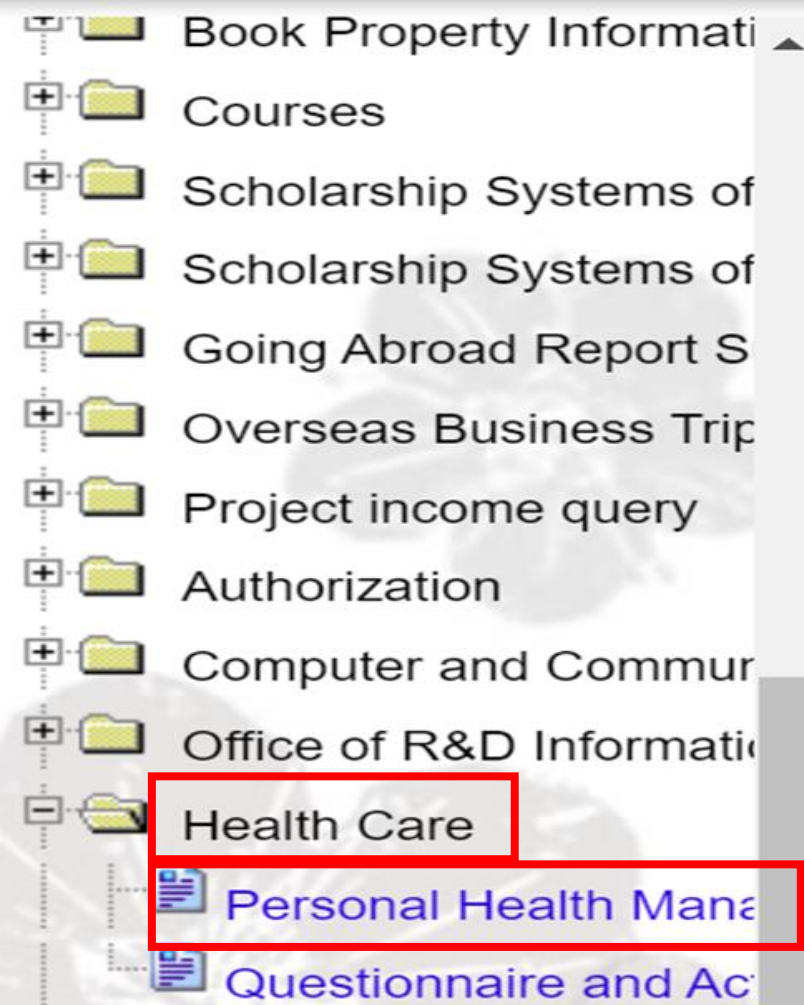 Book Property Informati
Courses
Scholarship Systems of
Scholarship Systems of
Going Abroad Report S
Overseas Business Trip
Project income query
Authorization
Computer and Commun
Office of R&D Informati
Health Care
Personal Health Mana
Questionnaire and Ac